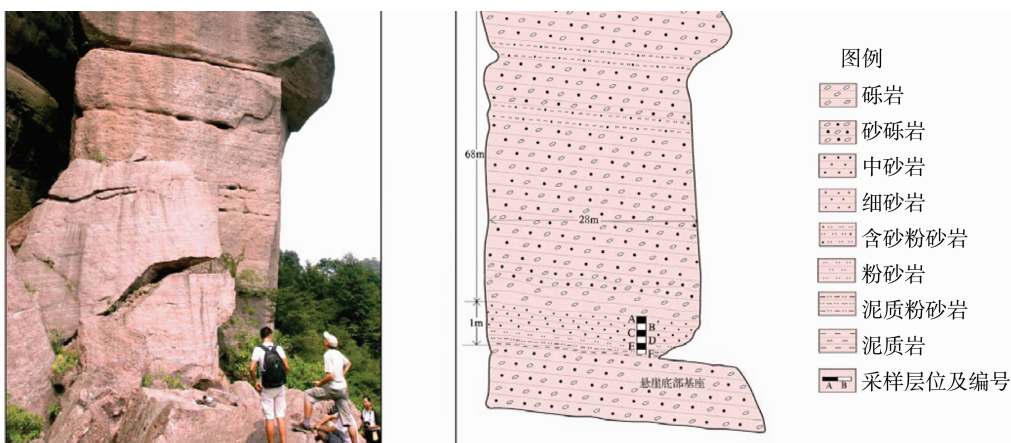 68m
28m
1m
A
B
C
D
E
F
悬崖底部基座
图例
砾岩
砂砾岩
中砂岩
细砂岩
含砂粉砂岩
粉砂岩
泥质粉砂岩
泥质岩
A B 采样层位及编号